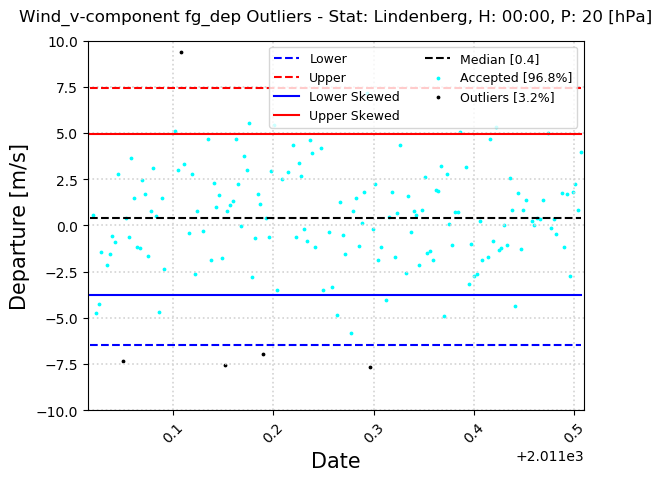 Wind_v-component fg_dep Outliers - Stat: Lindenberg, H: 00:00, P: 20 [hPa]
10.0
7.5
5.0
2.5
0.0
−2.5
−5.0
−7.5
−10.0
Departure [m/s]
Lower
Upper
Lower Skewed
Upper Skewed
Median [0.4]
Accepted [96.8%]
Outliers [3.2%]
0.1
0.2
0.3
0.4
0.5
+2.011e3
Date